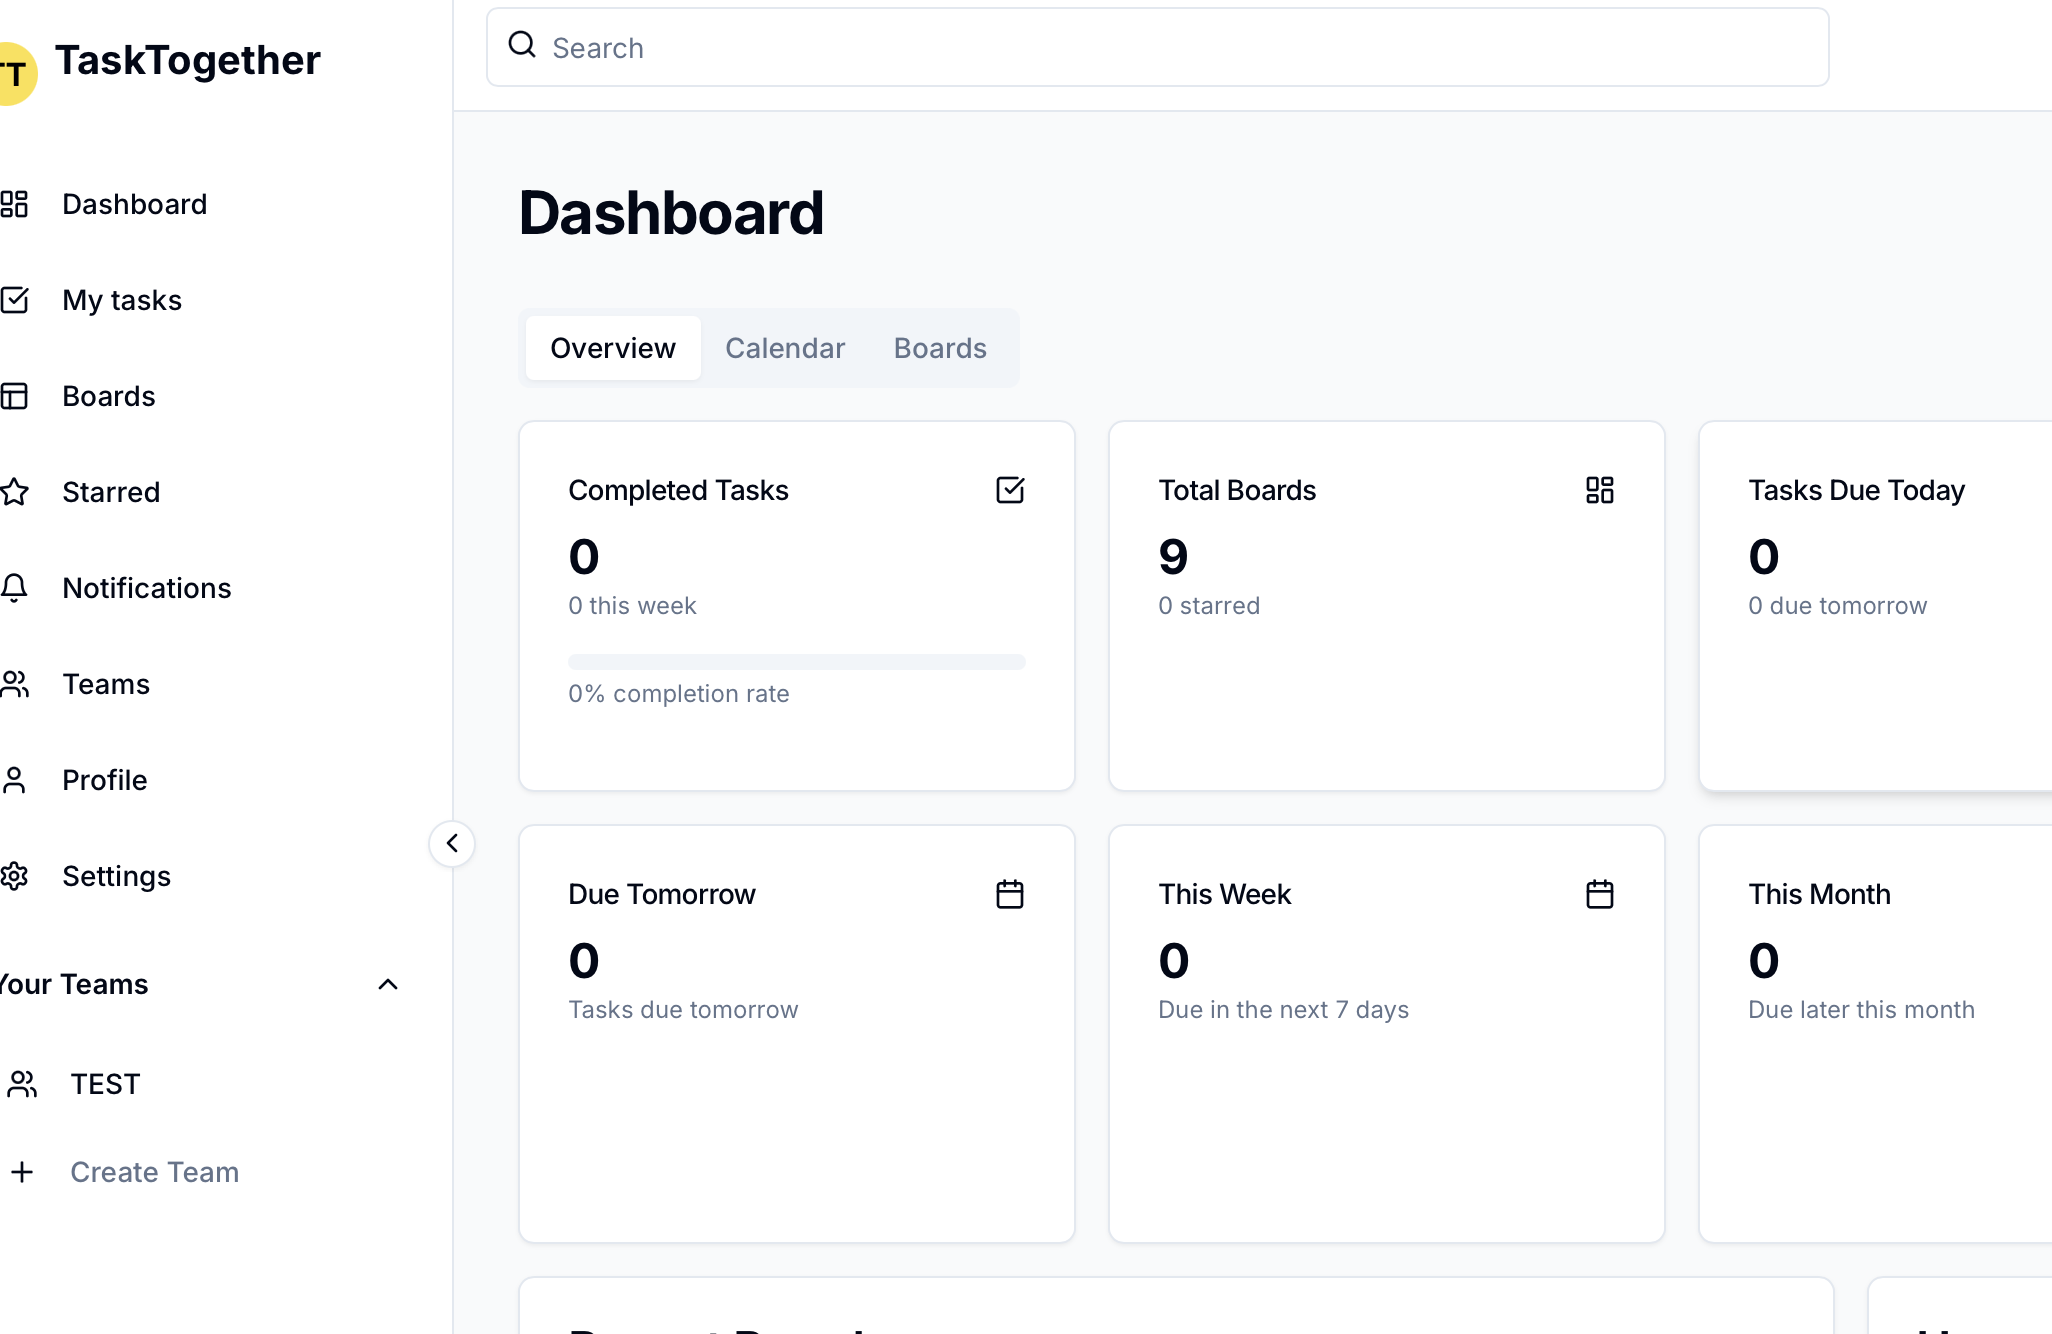 TT
TaskTogether
Search
Dashboard
My tasks
Boards
Starred
Notifications
Teams
Profile
Settings
Your Teams
TEST
Create Team
Dashboard
Overview
Calendar
Boards
Completed Tasks
0
0 this week
0% completion rate
Total Boards
9
0 starred
Tasks Due Today
0
0 due tomorrow
Due Tomorrow
0
Tasks due tomorrow
This Week
0
Due in the next 7 days
This Month
0
Due later this month